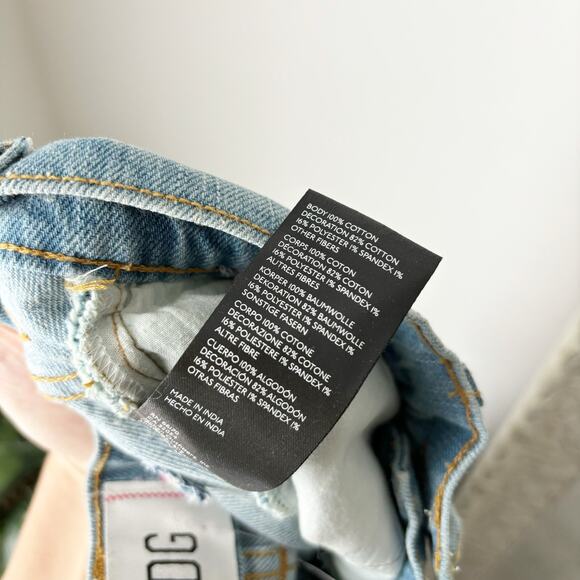 BODY 100% COTTON
DECORATION 82% COTTON
16% POLYESTER 1% SPANDEX 1%
OTHER FIBERS
CORPS 100% COTON
DECORATION 82% COTON
16% POLYESTER 1% SPANDEX 1%
AUTRES FIBRES
KÖRPER 100% BAUMWOLLE
DEKORATION 82% BAUMWOLLE
16% POLYESTER 1% SPANDEX 1%
SONSTIGE FASERN
CORPO 100% COTONE
DECORAZIONE 82% COTONE
16% POLIESTERE 1% SPANDEX 1%
ALTRE FIBRE
CUERPO 100% ALGODÓN
DECORACIÓN 82% ALGODÓN
16% POLIÉSTER 1% SPANDEX 1%
OTRAS FIBRAS
MADE IN INDIA
HECHO EN INDIA
DG